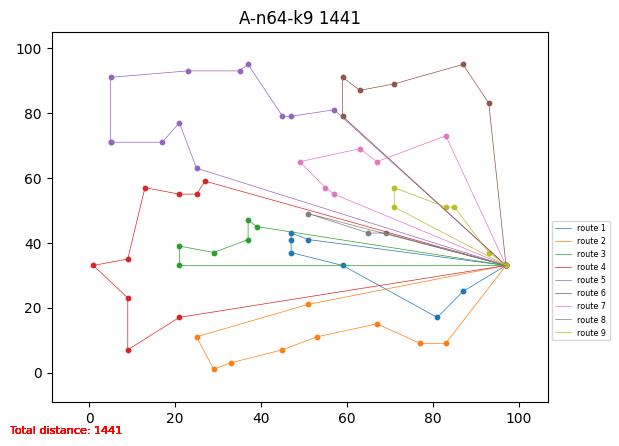 A-n64-k9 1441
100
80
60
40
20
0
0 20 40 60 80 100
route 1
route 2
route 3
route 4
route 5
route 6
route 7
route 8
route 9
Total distance: 1441